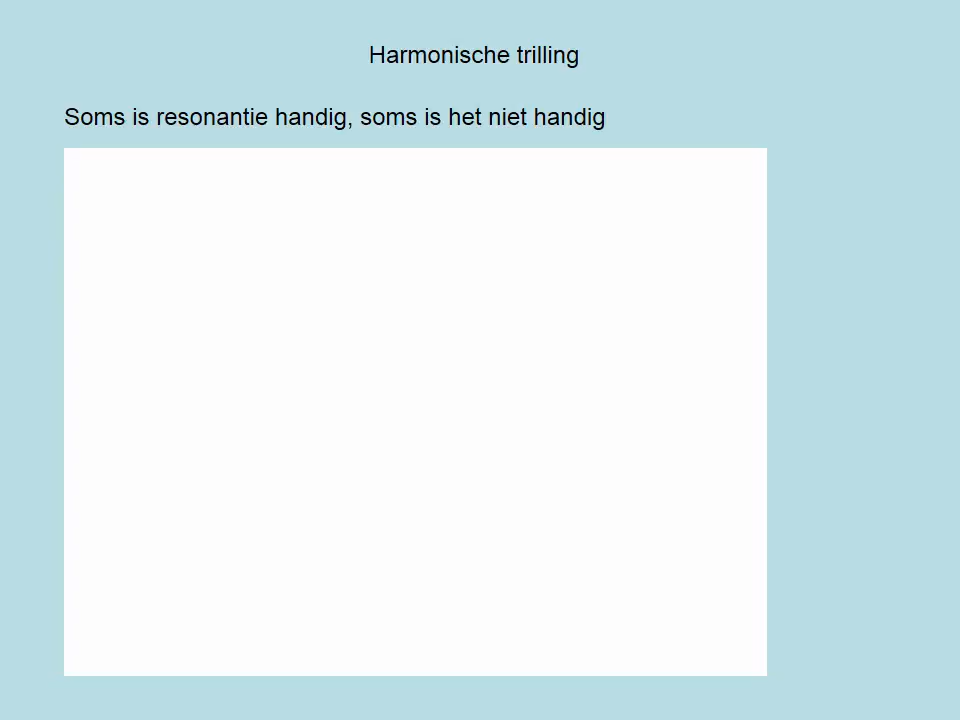 Harmonische trilling
Soms is resonantie handig, soms is het niet handig